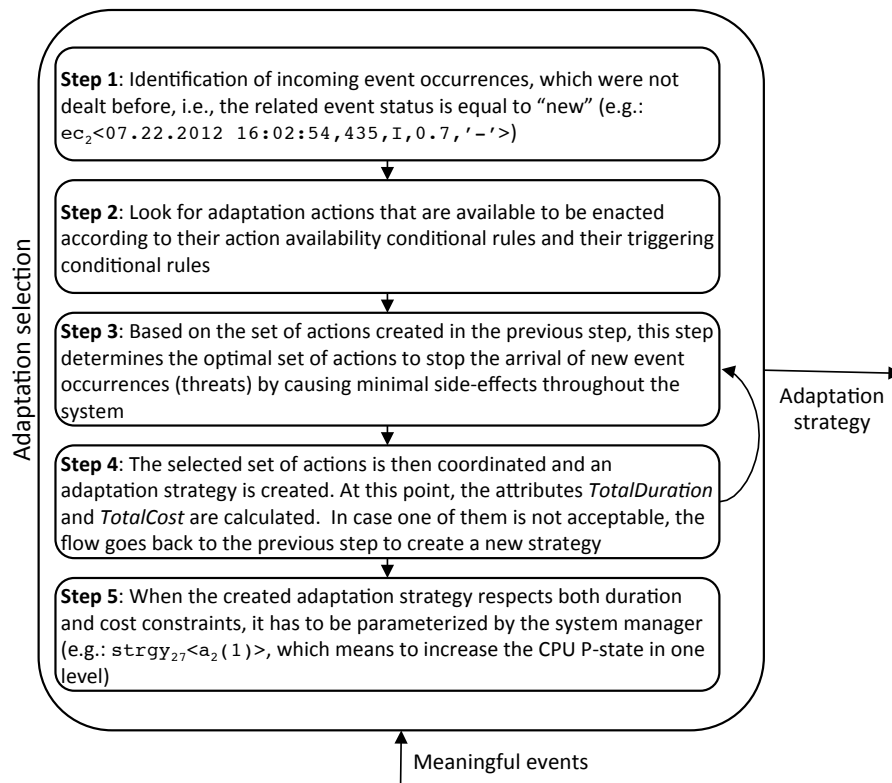 Step 1: Identification of incoming event occurrences, which were not
dealt before, i.e., the related event status is equal to “new” (e.g.:
ec₂<07.22.2012 16:02:54,435,I,0.7,’–’>)
Step 2: Look for adaptation actions that are available to be enacted
according to their action availability conditional rules and their triggering
conditional rules
Step 3: Based on the set of actions created in the previous step, this step
determines the optimal set of actions to stop the arrival of new event
occurrences (threats) by causing minimal side-effects throughout the
system
Step 4: The selected set of actions is then coordinated and an
adaptation strategy is created. At this point, the attributes TotalDuration
and TotalCost are calculated.  In case one of them is not acceptable, the
flow goes back to the previous step to create a new strategy
Step 5: When the created adaptation strategy respects both duration
and cost constraints, it has to be parameterized by the system manager
(e.g.: strgy₂₇<a₂(1)>, which means to increase the CPU P-state in one
level)
Adaptation selection
Adaptation
strategy
Meaningful events